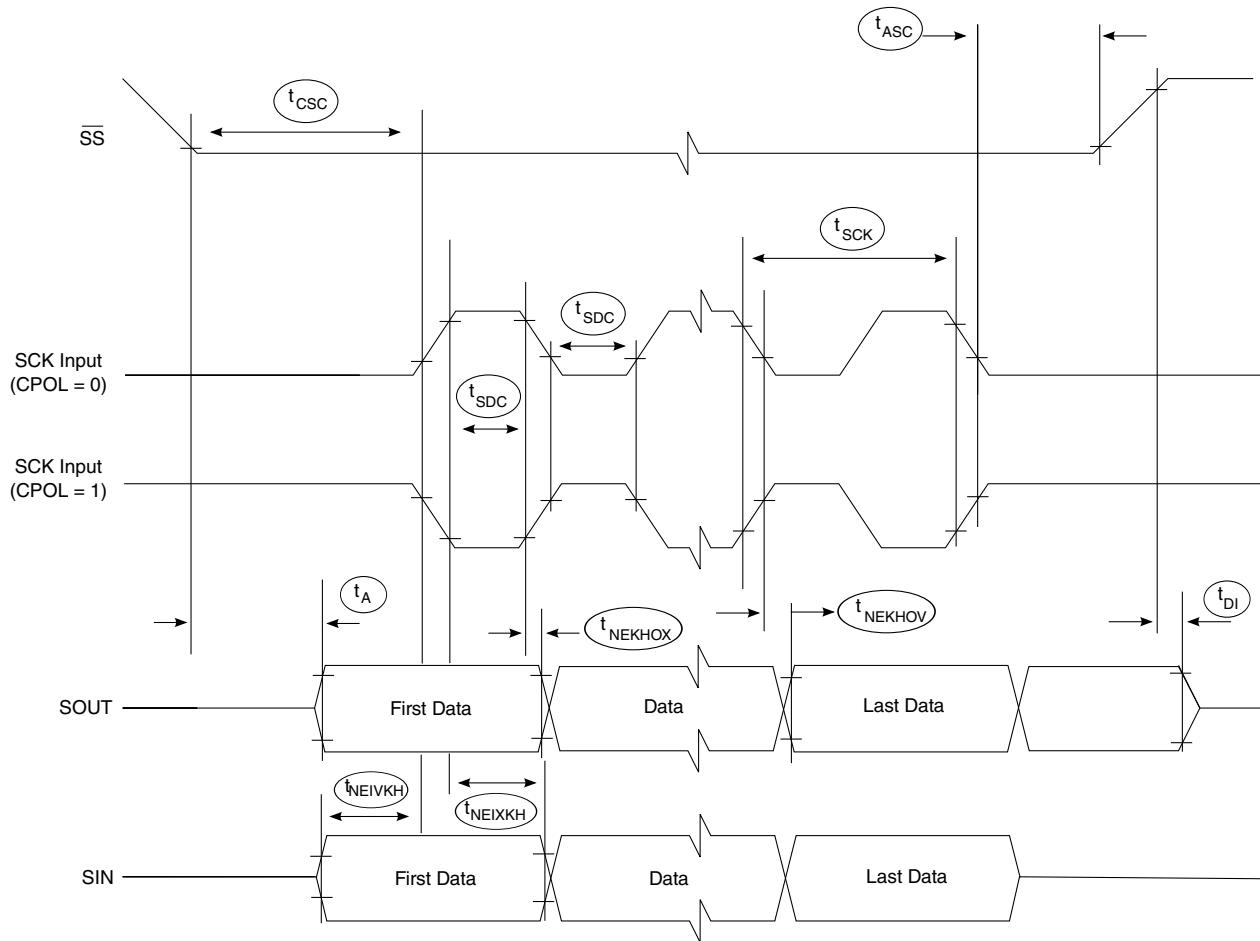 tASC
tCSC
SS
tSCK
tSDC
SCK Input
(CPOL = 0)
tSDC
SCK Input
(CPOL = 1)
tA
tNEKHOX
tNEKHOV
tDI
SOUT
First Data
Data
Last Data
tNEIVKH
tNEIXKH
SIN
First Data
Data
Last Data